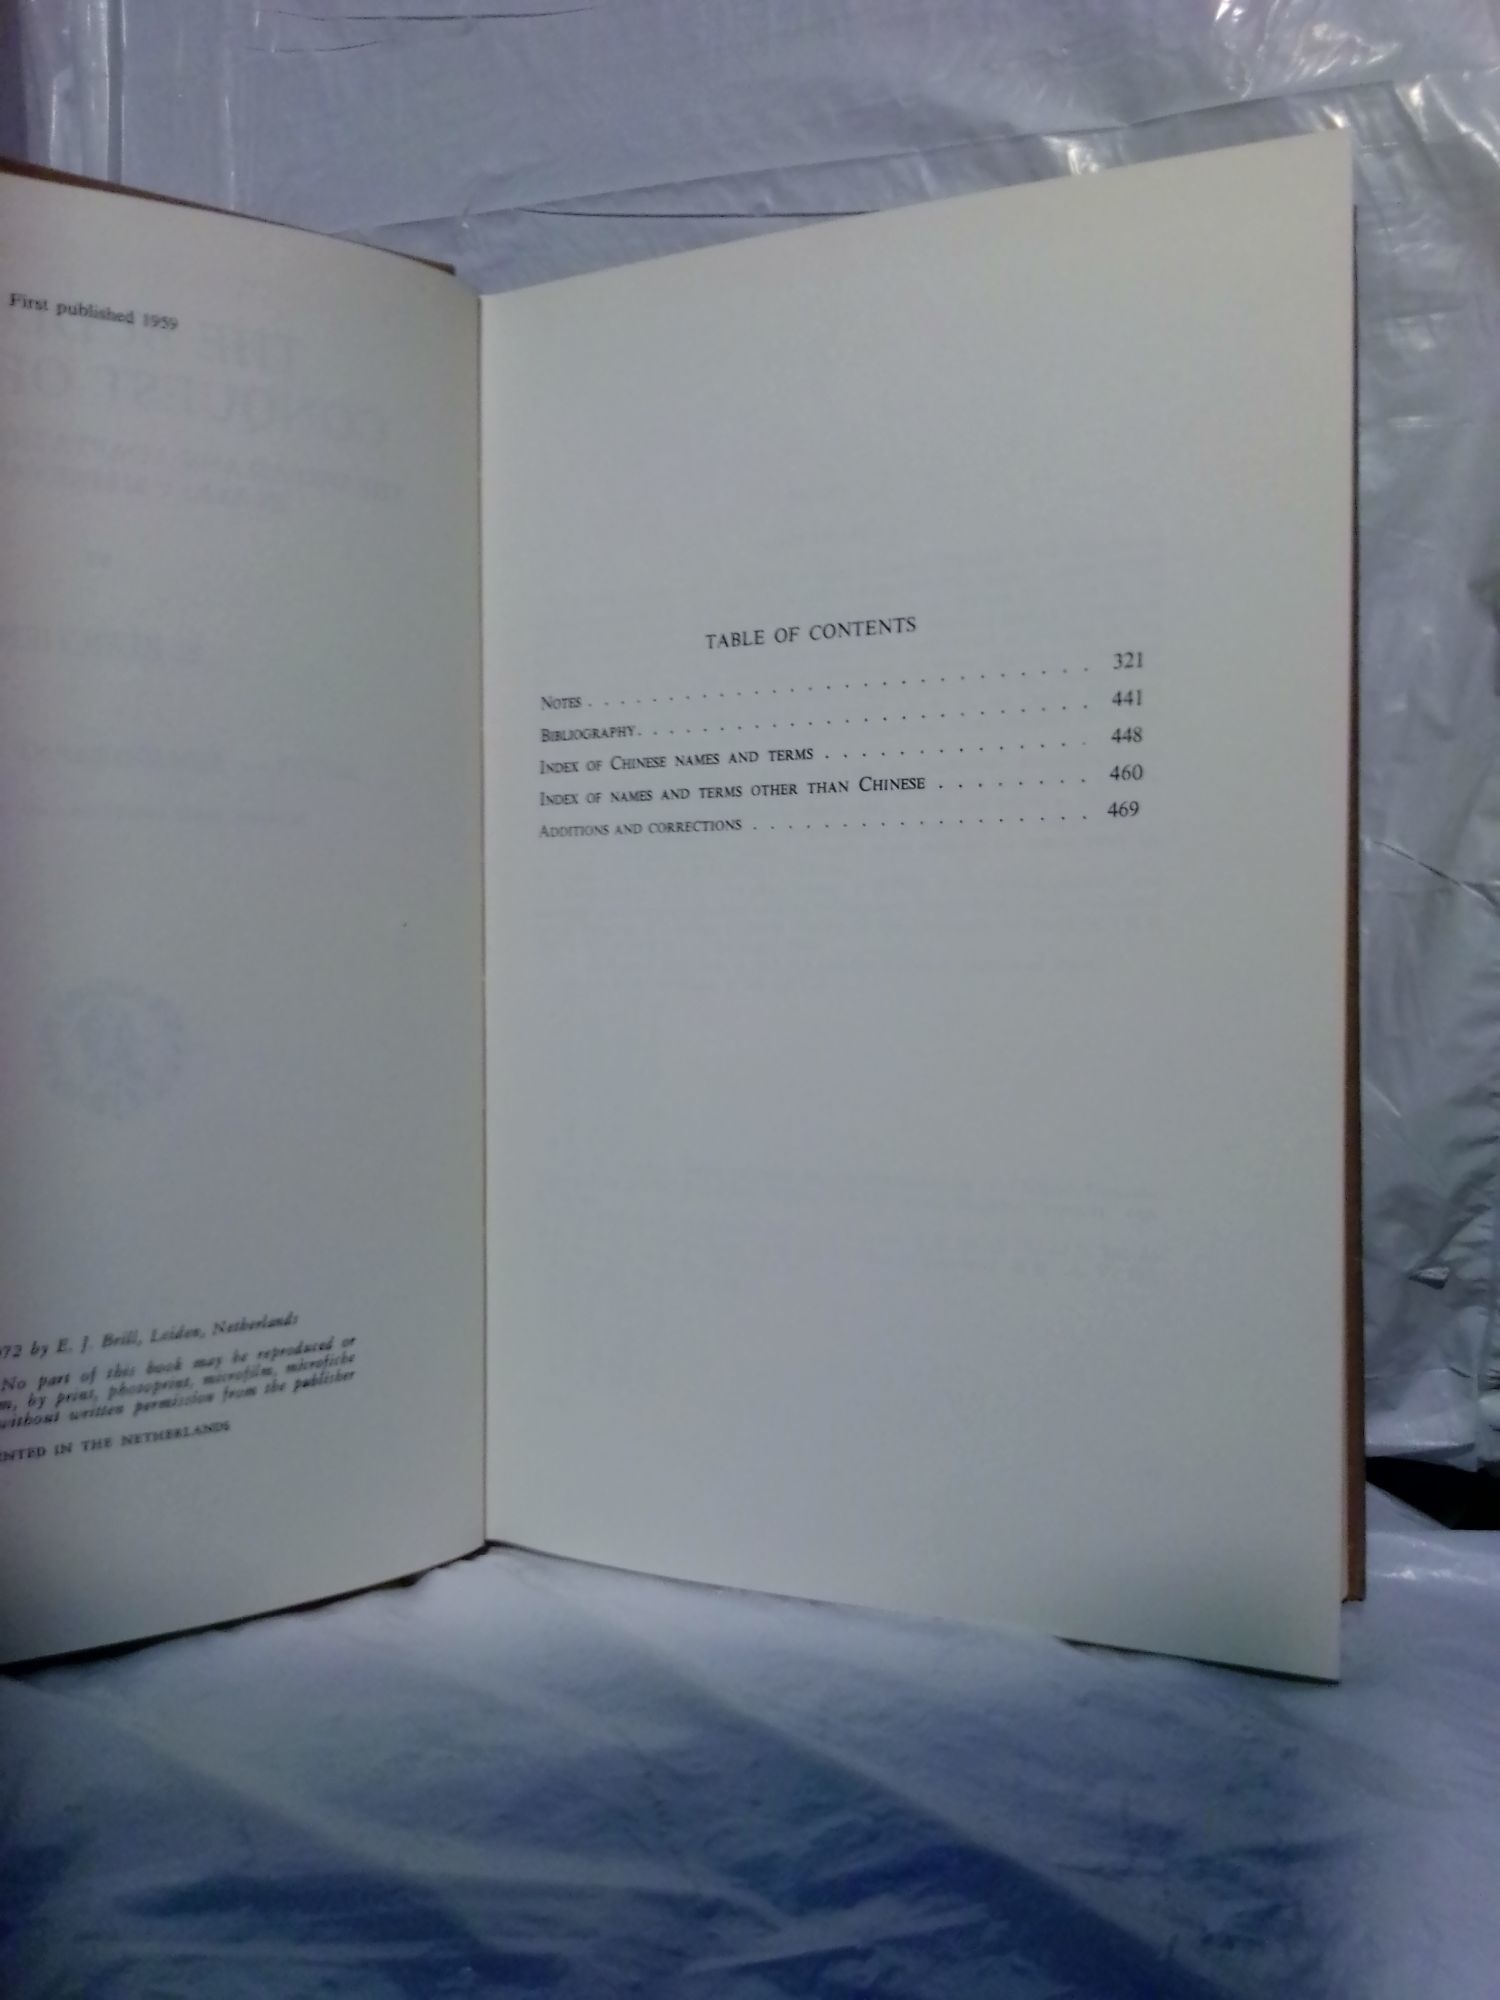 First published 1959
72 by E. J. Brill, Leiden, Netherlands
No part of this book may be reproduced or
m, by print, photoprint, microfilm, microfiche
without written permission from the publisher
NTED IN THE NETHERLANDS
TABLE OF CONTENTS
NOTES . . . . . . . . . . . . . . . . . . . . . . . . . . . 321
BIBLIOGRAPHY. . . . . . . . . . . . . . . . . . . . . . . . 441
INDEX OF CHINESE NAMES AND TERMS . . . . . . . . . . . . . 448
INDEX OF NAMES AND TERMS OTHER THAN CHINESE . . . . . . . . 460
ADDITIONS AND CORRECTIONS . . . . . . . . . . . . . . . . . 469